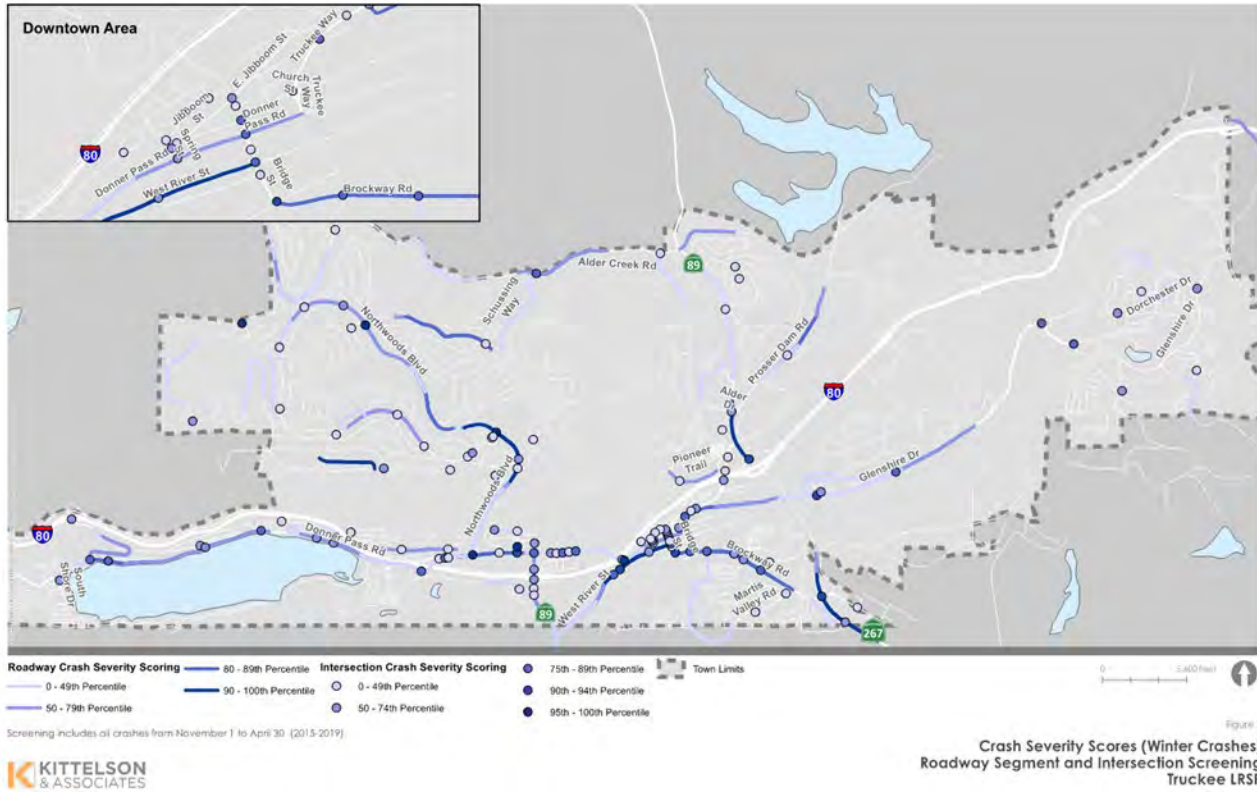 Downtown Area
Truckee Way
E. Jibboom St
Church St
Truckee Way
Jibboom St
Donner Pass Rd
Spring St
80
Donner Pass Rd
West River St
Bridge St
Brockway Rd
Alder Creek Rd
89
Schussing Way
Northwoods Blvd
Dorchester Dr
Glenshire Dr
Prosser Dam Rd
80
Alder Dr
Pioneer Trail
Glenshire Dr
Northwoods Blvd
80
Donner Pass Rd
Bridge St
Brockway Rd
South Shore Dr
West River St
Martis Valley Rd
89
267
Roadway Crash Severity Scoring
0 - 49th Percentile
50 - 79th Percentile
80 - 89th Percentile
90 - 100th Percentile
Intersection Crash Severity Scoring
0 - 49th Percentile
50 - 74th Percentile
75th - 89th Percentile
90th - 94th Percentile
95th - 100th Percentile
Town Limits
0
Screening includes all crashes from November 1 to April 30 (2015-2019)
Figure
Crash Severity Scores (Winter Crashes
Roadway Segment and Intersection Screening
Truckee LRS
KITTELSON
& ASSOCIATES